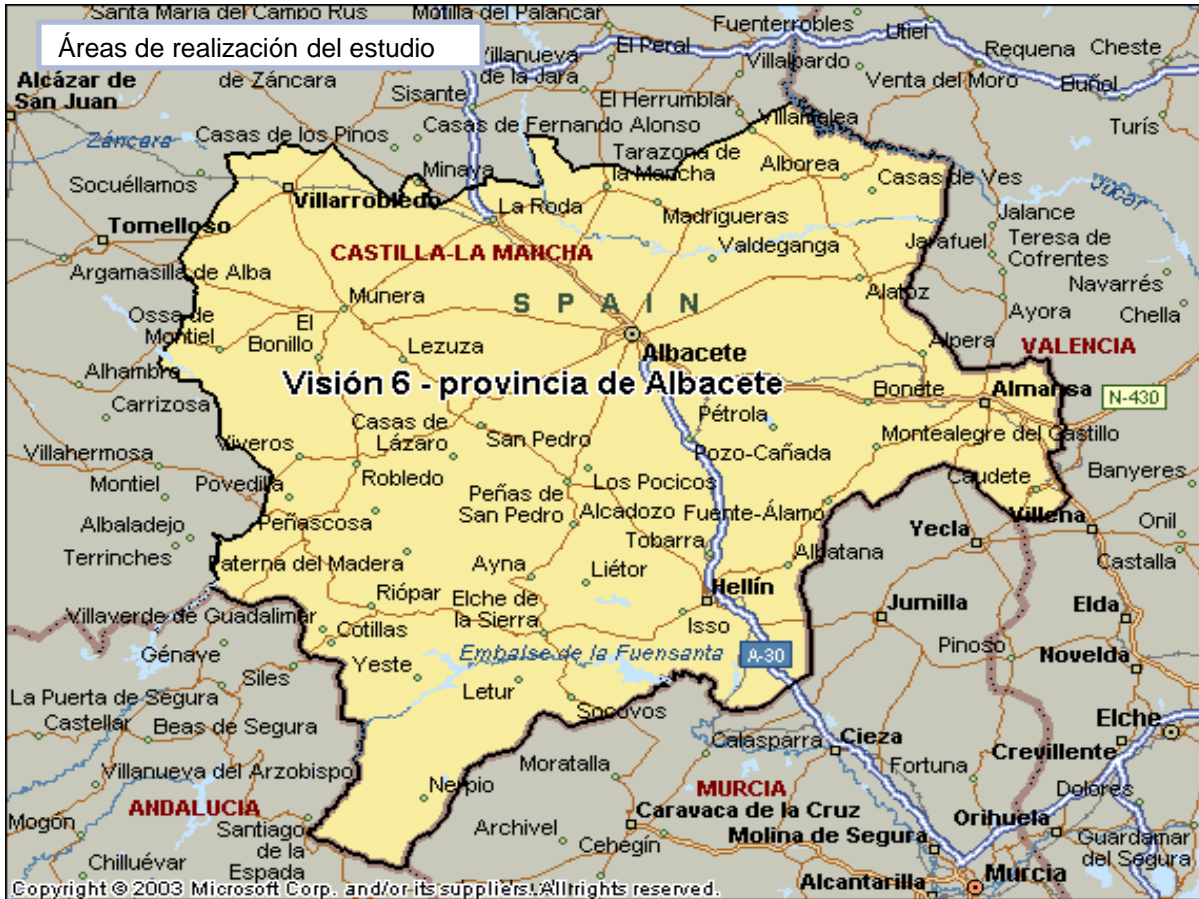 Santa María del Campo Rus
Motilla del Palancar
Fuenterrobles
Utiel
Áreas de realización del estudio
Villanueva
de la Jara
El Peral
Villalpardo
Requena
Cheste
Alcázar de
San Juan
de Záncara
Sisante
Venta del Moro
Buñol
El Herrumblar
Villamalea
Turís
Záncara
Casas de los Pinos
Casas de Fernando Alonso
Tarazona de
la Mancha
Minaya
Alborea
Socuéllamos
Casas de Ves
Júcar
Villarrobledo
La Roda
Madrigueras
Jalance
Tomelloso
CASTILLA-LA MANCHA
Valdeganga
Jarafuel
Teresa de
Cofrentes
Argamasilla de Alba
Navarrés
Munera
SPAIN
Alatoz
Ossa de
Montiel
El
Bonillo
Ayora
Chella
Lezuza
Albacete
Alpera
VALENCIA
Alhambra
Visión 6 - provincia de Albacete
Bonete
Almansa
N-430
Carrizosa
Casas de
Lázaro
Pétrola
Viveros
San Pedro
Montealegre del Castillo
Villahermosa
Pozo-Cañada
Banyeres
Montiel
Povedilla
Robledo
Peñas de
San Pedro
Los Pocicos
Caudete
Albaladejo
Peñascosa
Alcadozo
Fuente-Álamo
Yecla
Villena
Onil
Terrinches
Tobarra
Albatana
Castalla
Paterna del Madera
Ayna
Liétor
Hellín
Riópar
Elche de
la Sierra
Jumilla
Elda
Villaverde de Guadalimar
Cotillas
Isso
Génave
Embalse de la Fuensanta
A-30
Pinoso
Novelda
Siles
Yeste
Letur
La Puerta de Segura
Socovos
Castellar
Beas de Segura
Calasparra
Cieza
Elche
Crevillente
Villanueva del Arzobispo
Moratalla
Fortuna
Nerpio
MURCIA
Dolores
ANDALUCIA
Caravaca de la Cruz
Orihuela
Mogón
Santiago
de la
Espada
Archivel
Molina de Segura
Guardamar
del Segura
Cehegín
Chilluévar
Murcia
Alcantarilla
Copyright © 2003 Microsoft Corp. and/or its suppliers. All rights reserved.